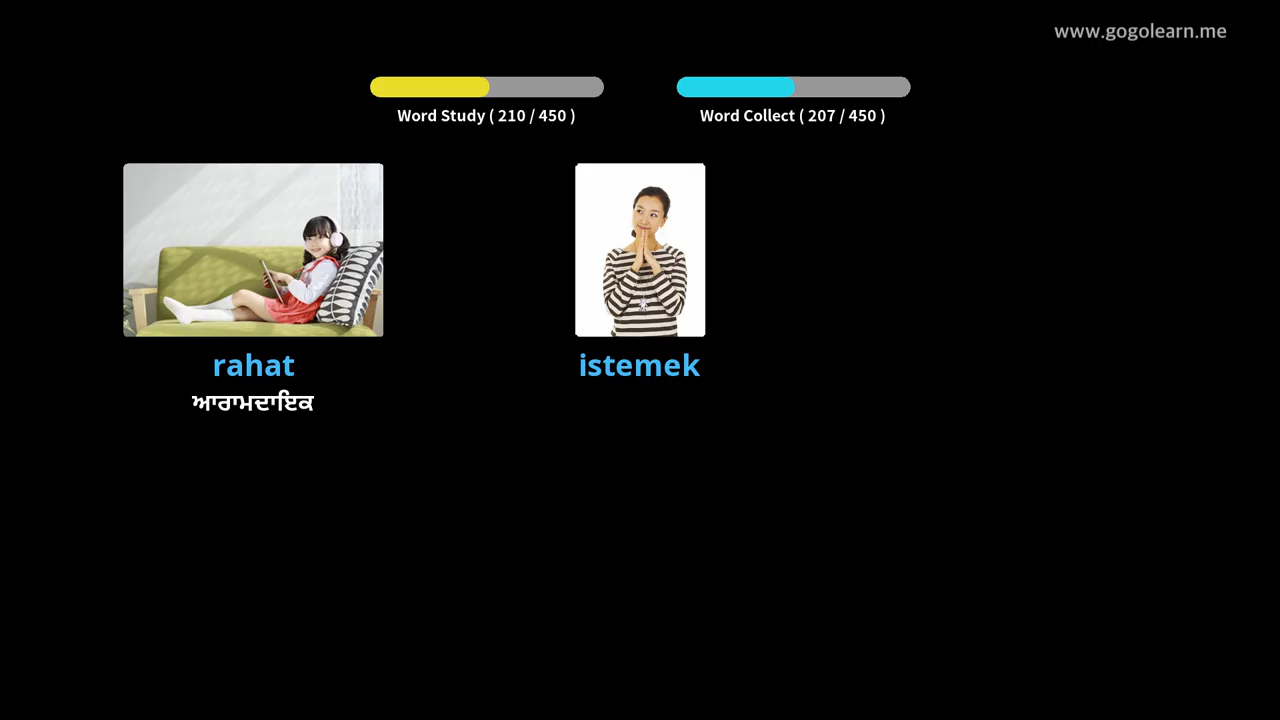 www.gogolearn.me
Word Study ( 210 / 450 )
Word Collect ( 207 / 450 )
rahat
istemek
ਆਰਾਮਦਾਇਕ